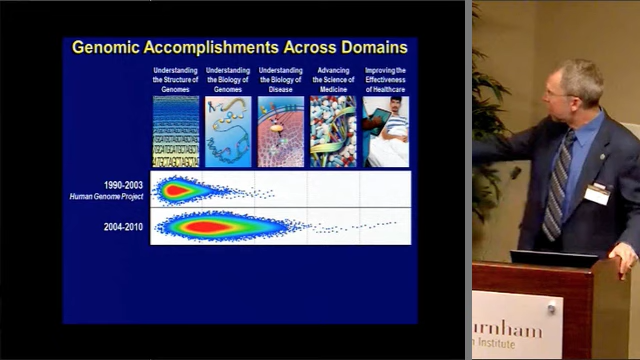 Genomic Accomplishments Across Domains
Understanding the Structure of Genomes
Understanding the Biology of Genomes
Understanding the Biology of Disease
Advancing the Science of Medicine
Improving the Effectiveness of Healthcare
1990-2003
Human Genome Project
2004-2010
urnham
Institute